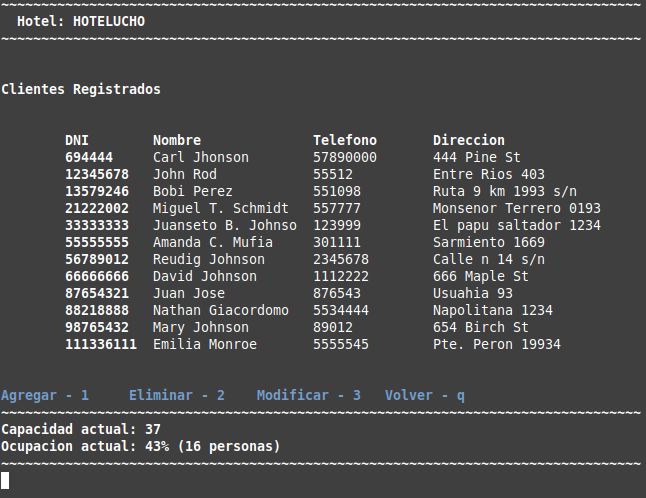 ~~~~~~~~~~~~~~~~~~~~~~~~~~~~~~~~~~~~~~~~~~~~~~~~~~~~~~~~~~~~~~~~~~~~~~~~~~~~~~~~
Hotel: HOTELUCHO
~~~~~~~~~~~~~~~~~~~~~~~~~~~~~~~~~~~~~~~~~~~~~~~~~~~~~~~~~~~~~~~~~~~~~~~~~~~~~~~~
Clientes Registrados
DNI Nombre Telefono Direccion
694444 Carl Jhonson 57890000 444 Pine St
12345678 John Rod 55512 Entre Rios 403
13579246 Bobi Perez 551098 Ruta 9 km 1993 s/n
21222002 Miguel T. Schmidt 557777 Monsenor Terrero 0193
33333333 Juanseto B. Johnso 123999 El papu saltador 1234
55555555 Amanda C. Mufia 301111 Sarmiento 1669
56789012 Reudig Johnson 2345678 Calle n 14 s/n
66666666 David Johnson 1112222 666 Maple St
87654321 Juan Jose 876543 Usuahia 93
88218888 Nathan Giacordomo 5534444 Napolitana 1234
98765432 Mary Johnson 89012 654 Birch St
111336111 Emilia Monroe 5555545 Pte. Peron 19934
Agregar - 1 Eliminar - 2 Modificar - 3 Volver - q
~~~~~~~~~~~~~~~~~~~~~~~~~~~~~~~~~~~~~~~~~~~~~~~~~~~~~~~~~~~~~~~~~~~~~~~~~~~~~~~~
Capacidad actual: 37
Ocupacion actual: 43% (16 personas)
~~~~~~~~~~~~~~~~~~~~~~~~~~~~~~~~~~~~~~~~~~~~~~~~~~~~~~~~~~~~~~~~~~~~~~~~~~~~~~~~